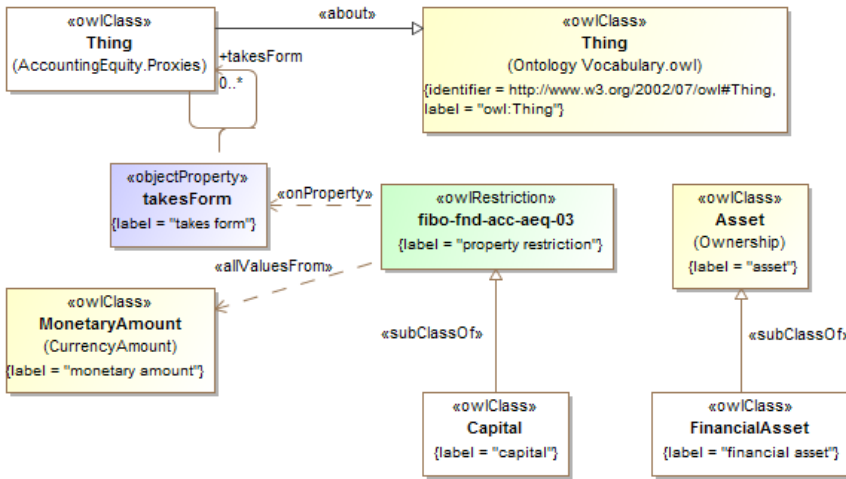 «owlClass»
Thing
(AccountingEquity.Proxies)
«about»
«owlClass»
Thing
(Ontology Vocabulary.owl)
{identifier = http://www.w3.org/2002/07/owl#Thing,
label = "owl:Thing"}
+takesForm
0..*
«objectProperty»
takesForm
{label = "takes form"}
«onProperty»
«owlRestriction»
fibo-fnd-acc-aeq-03
{label = "property restriction"}
«owlClass»
Asset
(Ownership)
{label = "asset"}
«allValuesFrom»
«owlClass»
MonetaryAmount
(CurrencyAmount)
{label = "monetary amount"}
«subClassOf»
«subClassOf»
«owlClass»
Capital
{label = "capital"}
«owlClass»
FinancialAsset
{label = "financial asset"}